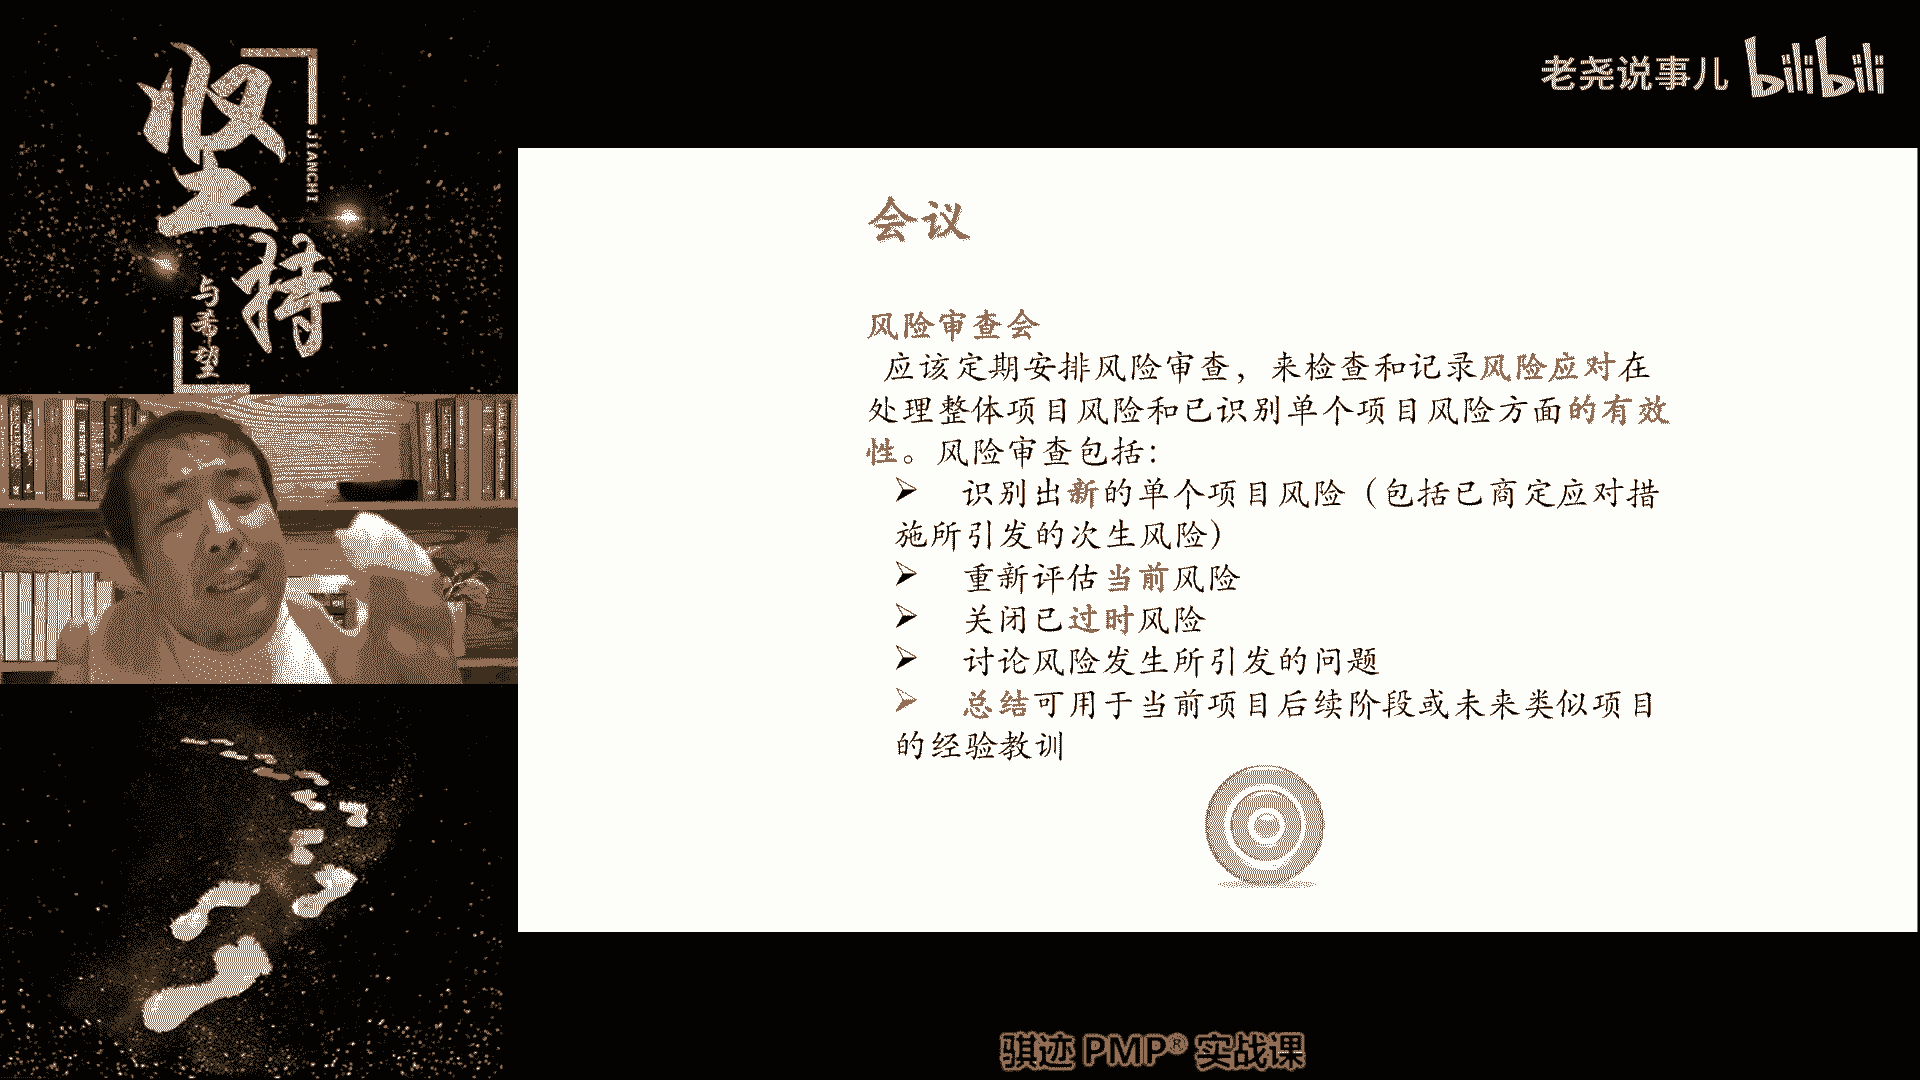 坚持
JIANCHI
与希望
老尧说事儿 bilibili
会议
风险审查会
应该定期安排风险审查，来检查和记录风险应对在
处理整体项目风险和已识别单个项目风险方面的有效
性。风险审查包括：
➢ 识别出新的单个项目风险（包括已商定应对措
施所引发的次生风险）
➢ 重新评估当前风险
➢ 关闭已过时风险
➢ 讨论风险发生所引发的问题
➢ 总结可用于当前项目后续阶段或未来类似项目
的经验教训
骐迹 PMP® 实战课